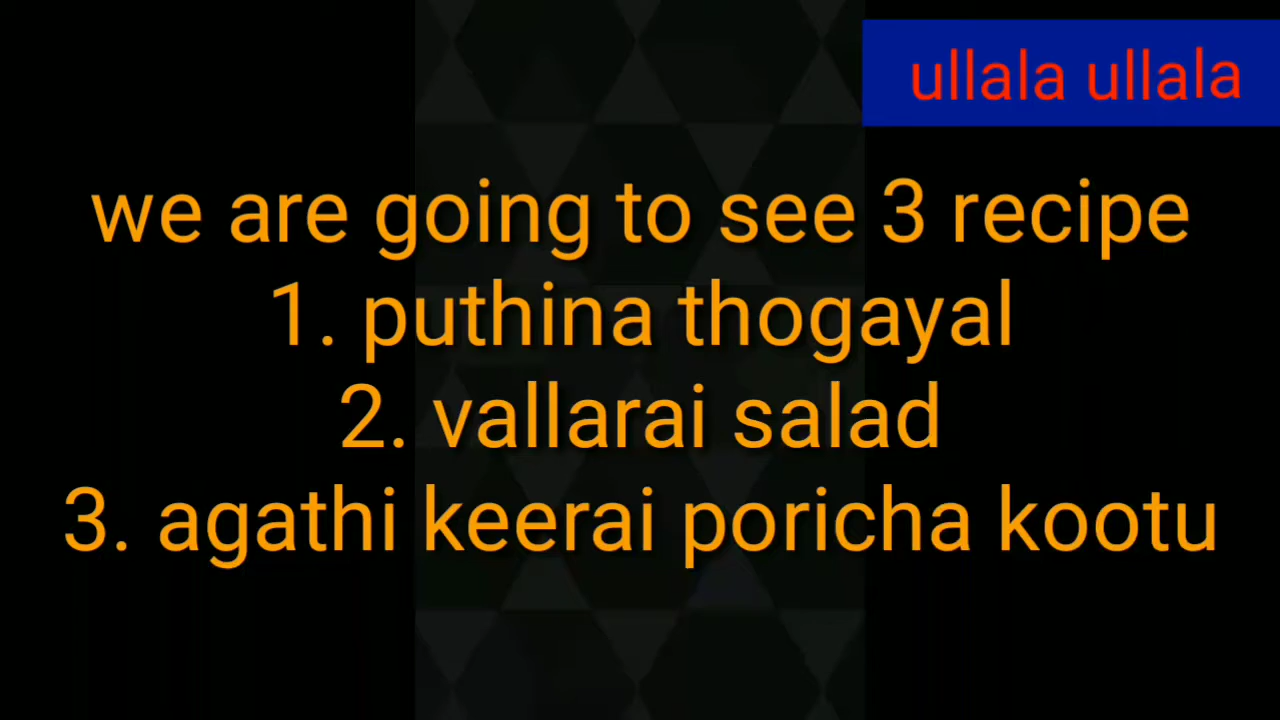 ullala ullala
we are going to see 3 recipe
1. puthina thogayal
2. vallarai salad
3. agathi keerai poricha kootu